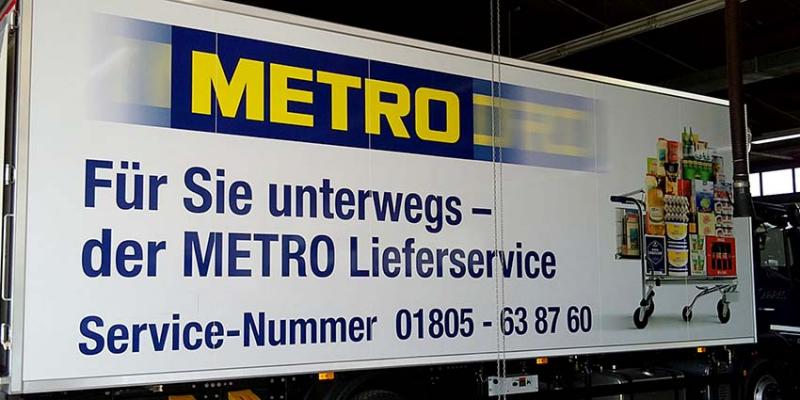 METRO
Für Sie unterwegs –
der METRO Lieferservice
Service-Nummer 01805 - 63 87 60